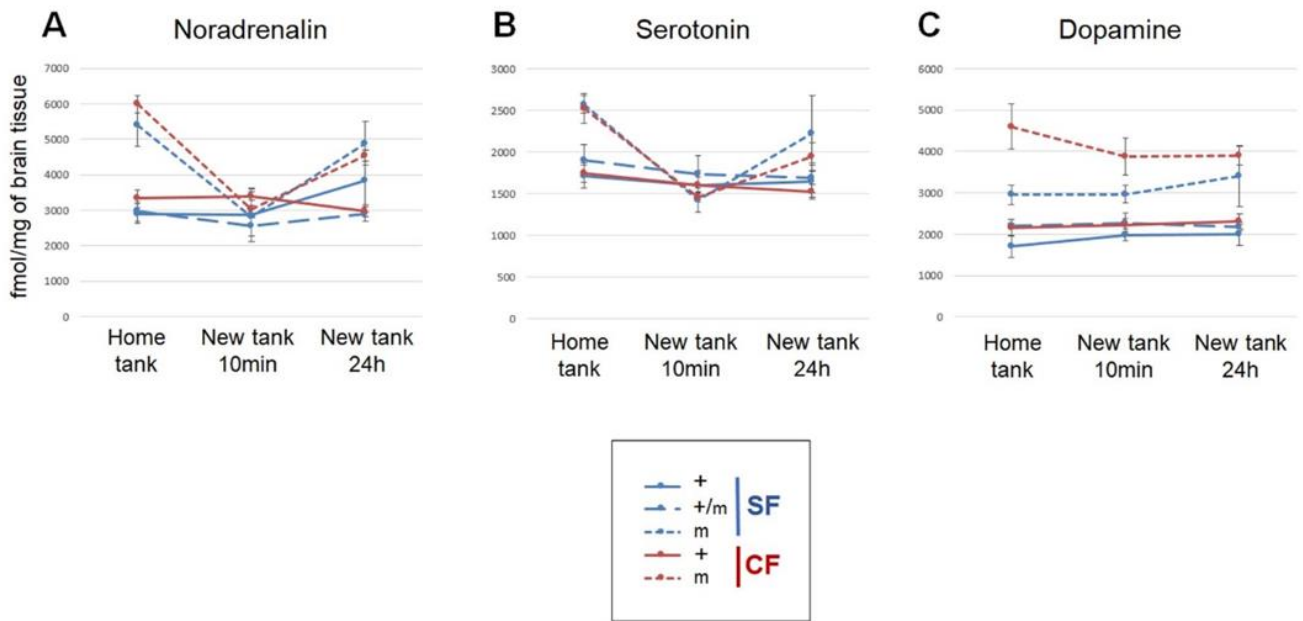 A Noradrenalin
fmol/mg of brain tissue
7000
6000
5000
4000
3000
2000
1000
0
Home tank
New tank 10min
New tank 24h
B Serotonin
3000
2500
2000
1500
1000
500
0
Home tank
New tank 10min
New tank 24h
C Dopamine
6000
5000
4000
3000
2000
1000
0
Home tank
New tank 10min
New tank 24h
+
+/m
m
SF
+
m
CF